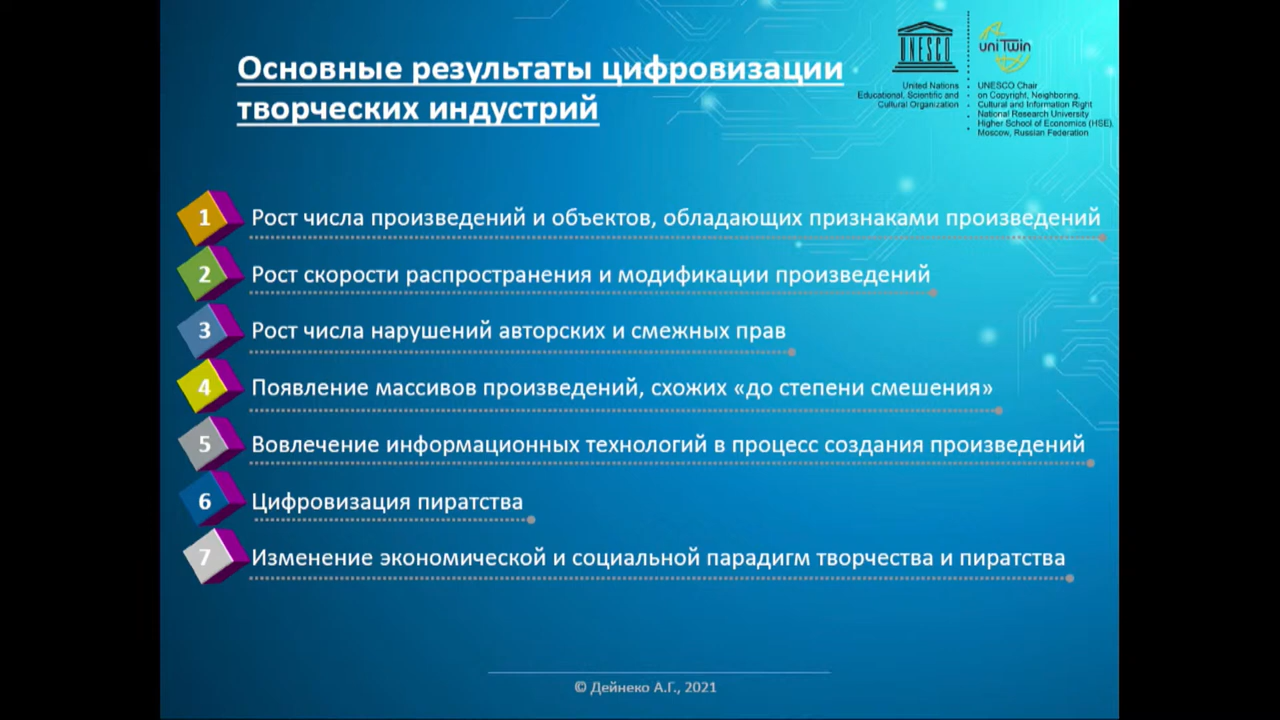 Основные результаты цифровизации
творческих индустрий
UNESCO
United Nations
Educational, Scientific and
Cultural Organization
uniTwin
UNESCO Chair
on Copyright, Neighboring,
Cultural and Information Right
National Research University
Higher School of Economics (HSE),
Moscow, Russian Federation
1 Рост числа произведений и объектов, обладающих признаками произведений
2 Рост скорости распространения и модификации произведений
3 Рост числа нарушений авторских и смежных прав
4 Появление массивов произведений, схожих «до степени смешения»
5 Вовлечение информационных технологий в процесс создания произведений
6 Цифровизация пиратства
7 Изменение экономической и социальной парадигм творчества и пиратства
© Дейнеко А.Г., 2021